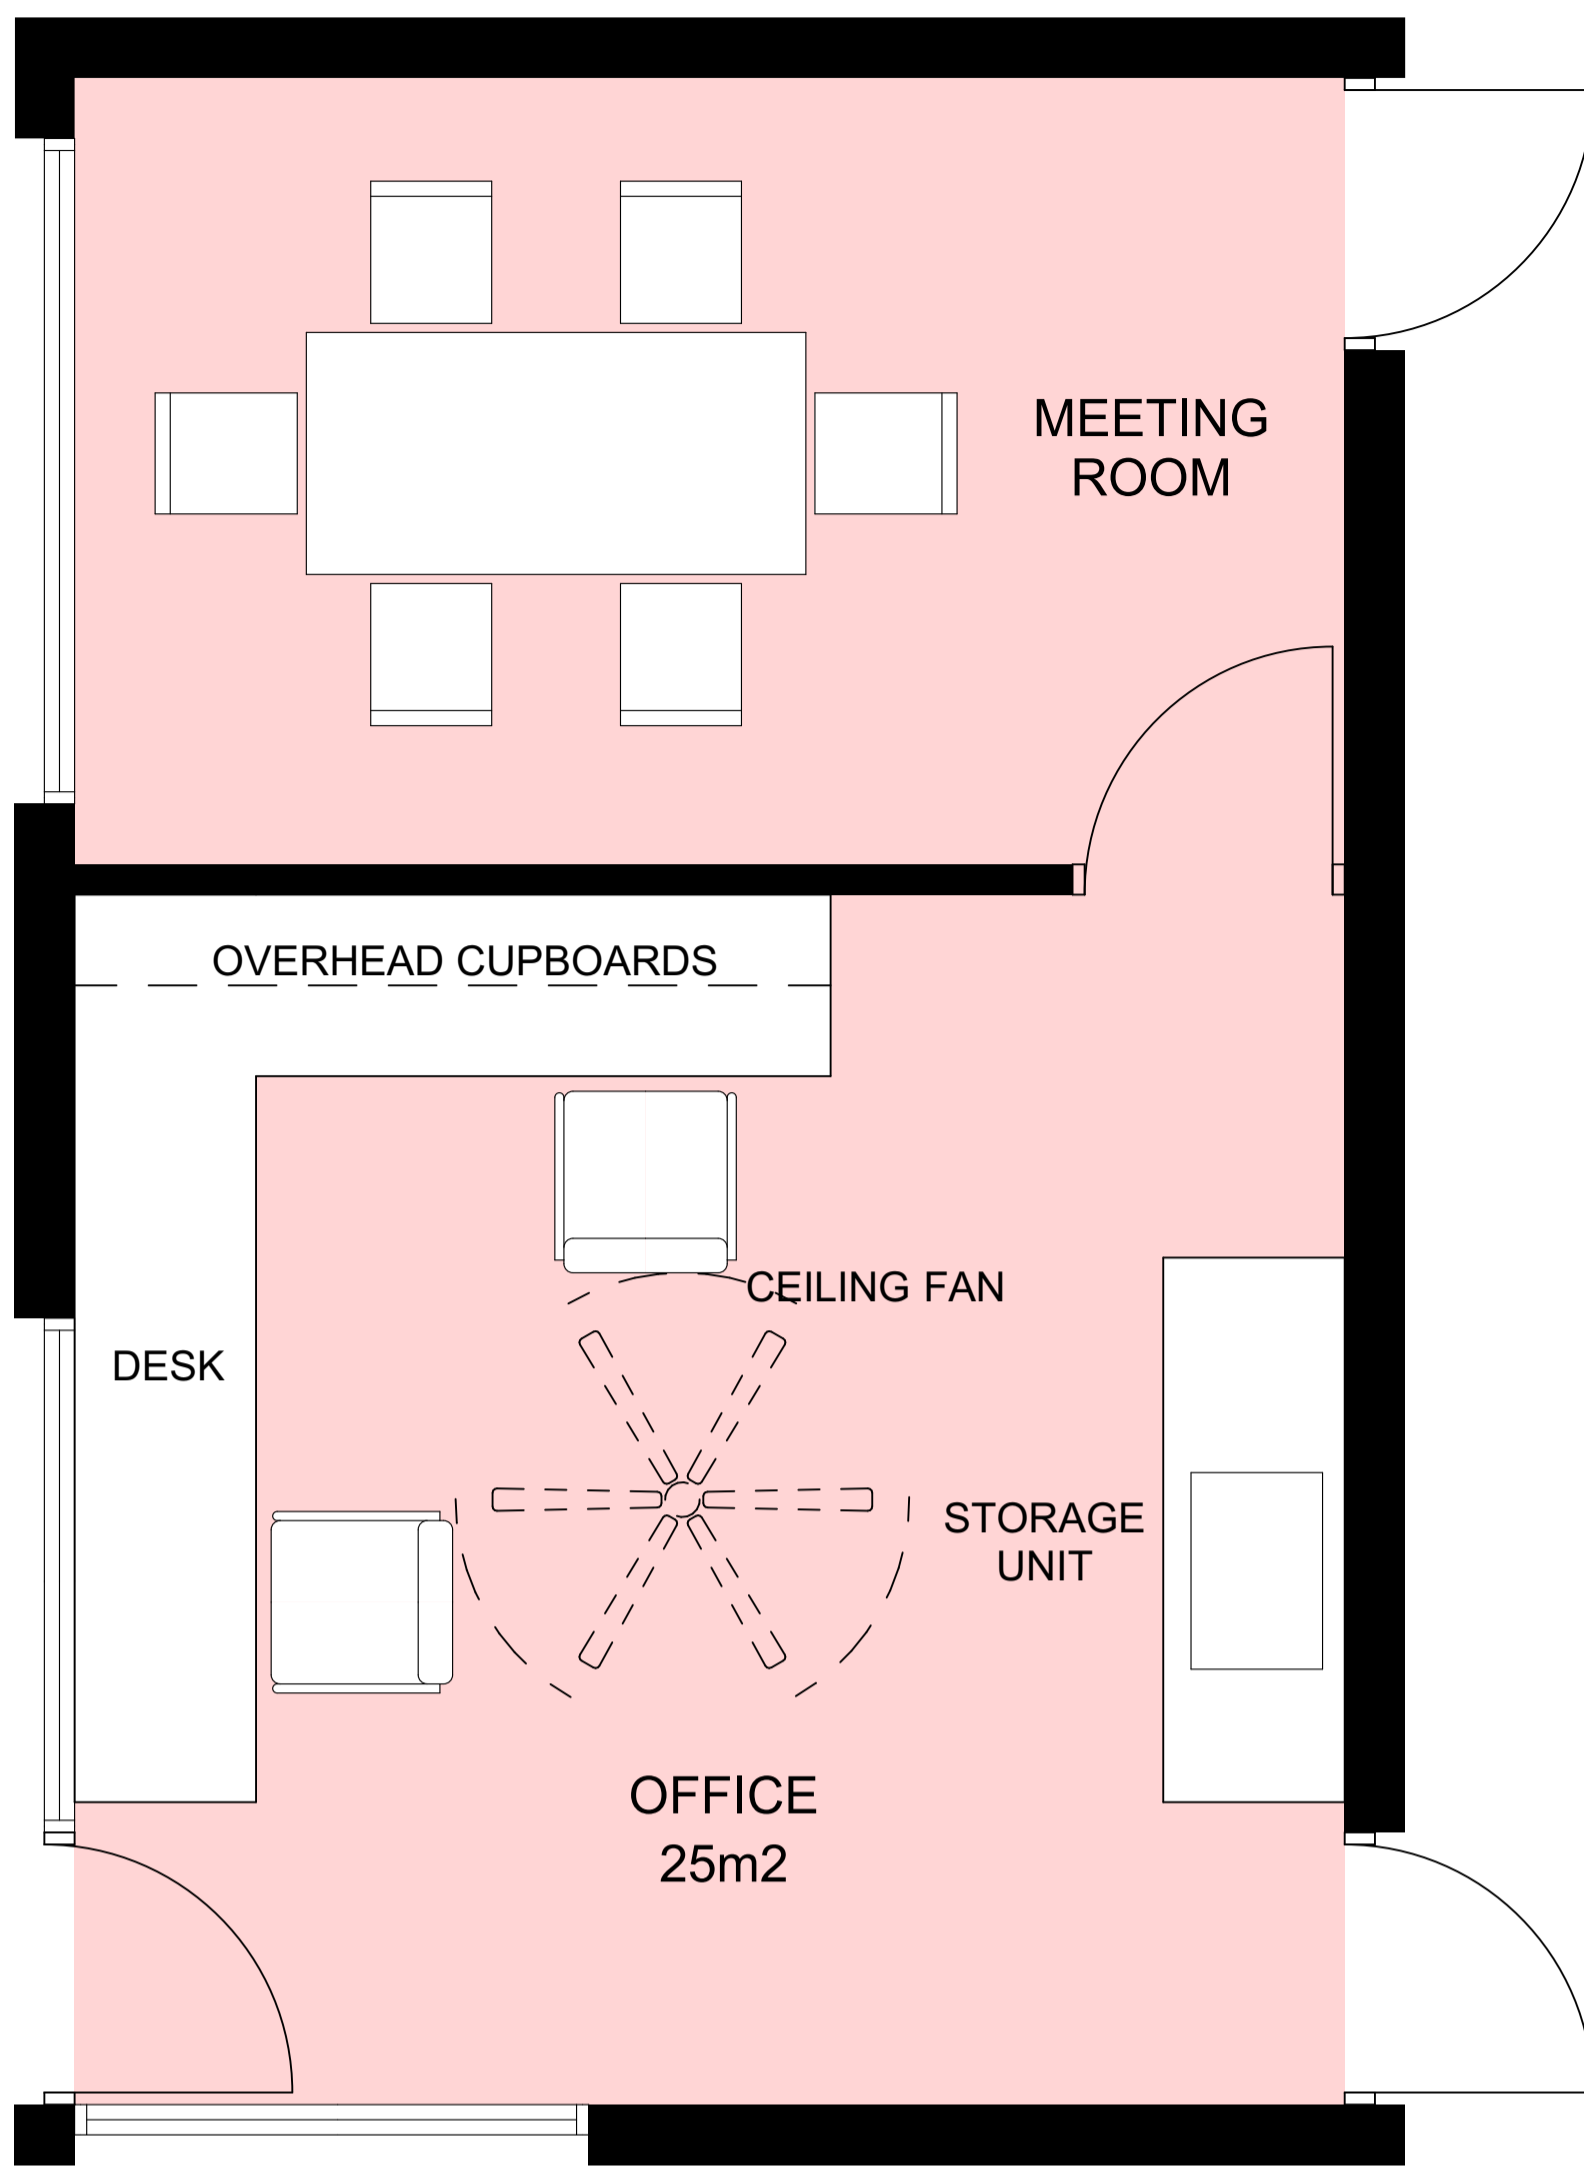 MEETING
ROOM
OVERHEAD CUPBOARDS
CEILING FAN
DESK
STORAGE
UNIT
OFFICE
25m2